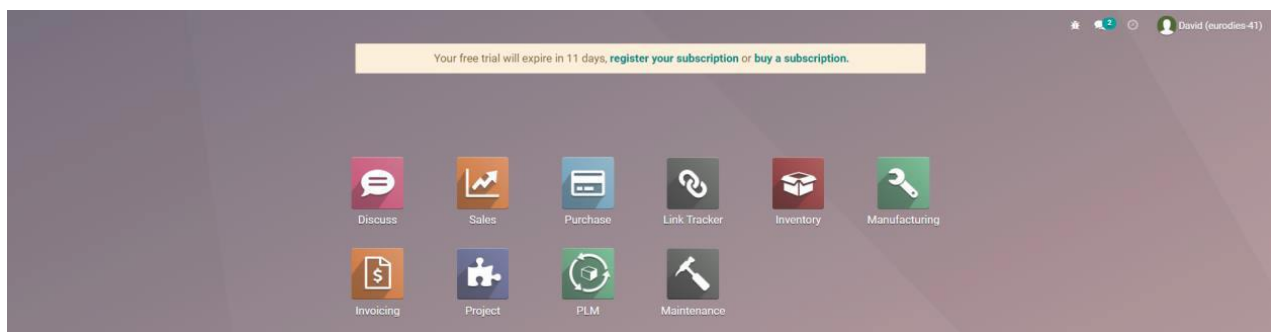 2
David (eurodies-41)
Your free trial will expire in 11 days, register your subscription or buy a subscription.
Discuss
Sales
Purchase
Link Tracker
Inventory
Manufacturing
Invoicing
Project
PLM
Maintenance